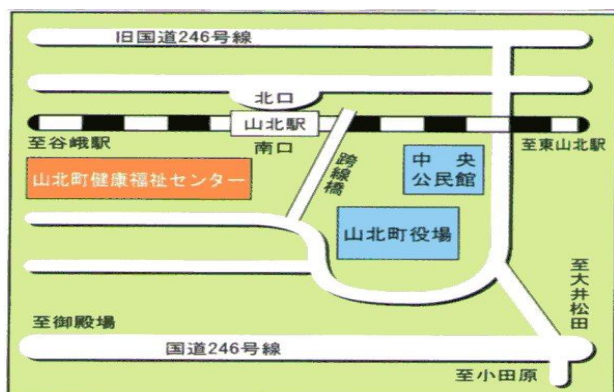 旧国道246号線
北口
山北駅
至谷峨駅
南口
至東山北駅
山北町健康福祉センター
跨線橋
中央
公民館
山北町役場
至大井松田
至御殿場
国道246号線
至小田原